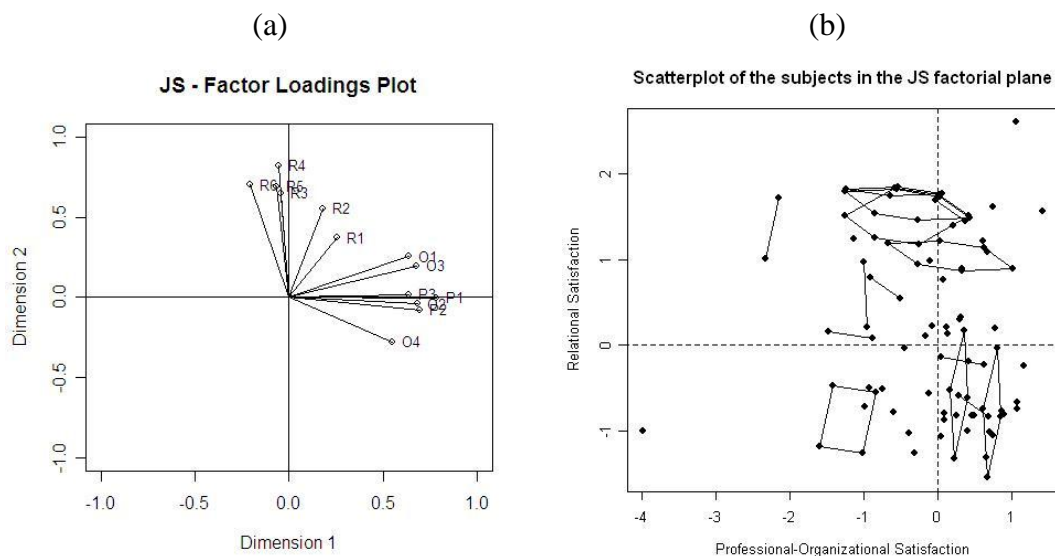 (a)
(b)
JS - Factor Loadings Plot
Dimension 2
1.0
0.5
0.0
-0.5
-1.0
R4
R6 R5
R3
R2
R1
O1
O3
P3 P1
O2
P2
O4
-1.0 -0.5 0.0 0.5 1.0
Dimension 1
Scatterplot of the subjects in the JS factorial plane
Relational Satisfaction
2
1
0
-1
-4 -3 -2 -1 0 1
Professional-Organizational Satisfaction